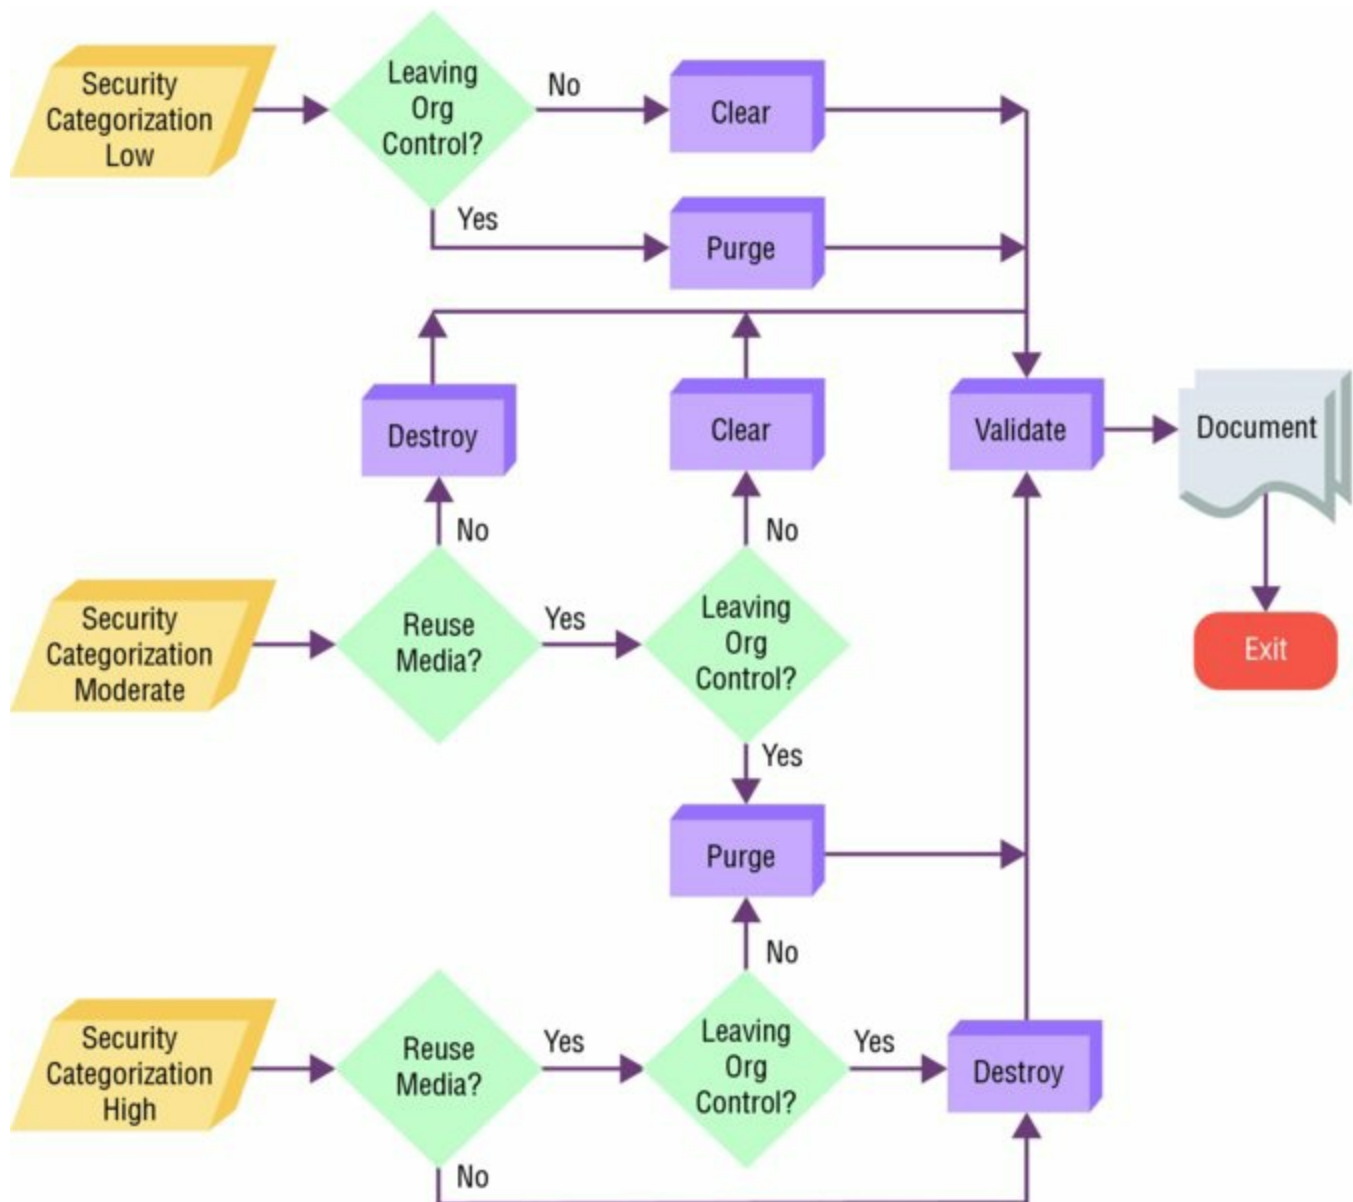 Security
Categorization
Low
Leaving
Org
Control?
No
Clear
Yes
Purge
Destroy
Clear
Validate
Document
No
No
Security
Categorization
Moderate
Reuse
Media?
Yes
Leaving
Org
Control?
Exit
Yes
Purge
No
Security
Categorization
High
Reuse
Media?
Yes
Leaving
Org
Control?
Yes
Destroy
No